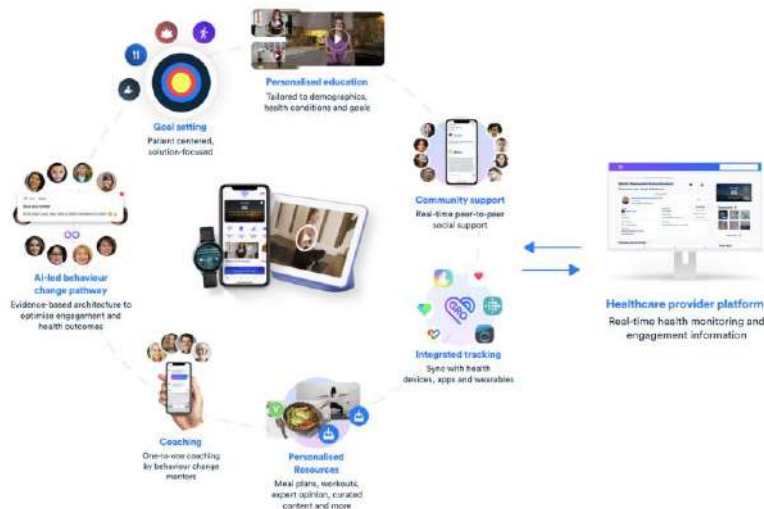 Goal setting
Patient centered,
solution-focused
Personalised education
Tailored to demographics,
health conditions and goals
Community support
Real-time peer-to-peer
social support
Healthcare provider platform
Real-time health monitoring and
engagement information
GRO
Integrated tracking
Sync with health
devices, apps and wearables
Personalised
Resources
Meal plans, workouts,
expert opinion, curated
content and more
Coaching
One-to-one coaching
by behaviour change
mentors
AI-led behaviour
change pathway
Evidence-based architecture to
optimise engagement and
health outcomes